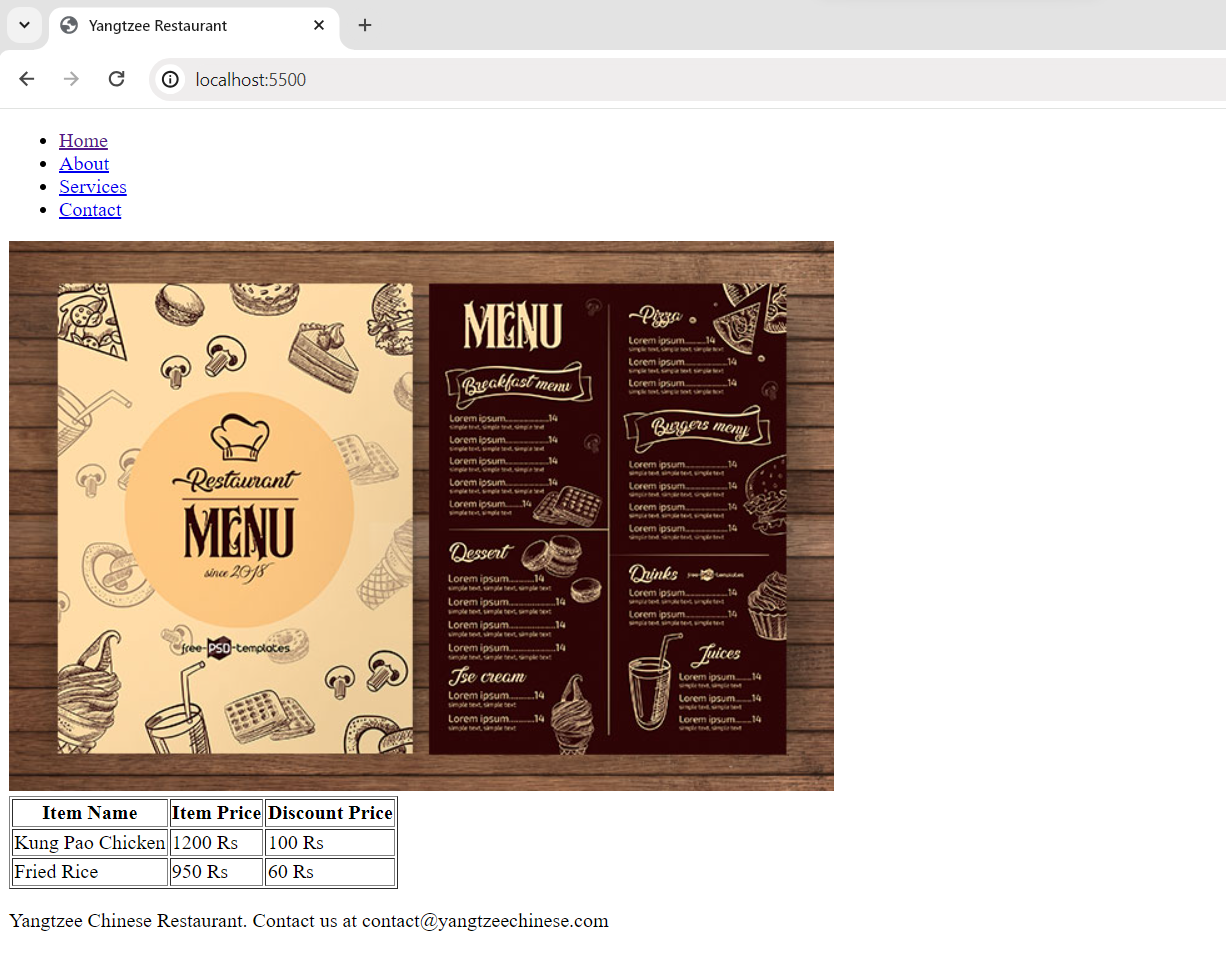 Yangtzee Restaurant
localhost:5500
Home
About
Services
Contact
Restaurant
MENU
since 2018
free-PSD-templates
MENU
Breakfast menu
Lorem ipsum 14
simple text, simple text, simple text
Lorem ipsum 14
simple text, simple text, simple text
Lorem ipsum 14
simple text, simple text, simple text
Lorem ipsum 14
simple text, simple text, simple text
Lorem ipsum 14
simple text, simple text
Dessert
Lorem ipsum 14
simple text, simple text, simple text
Lorem ipsum 14
simple text, simple text, simple text
Lorem ipsum 14
simple text, simple text, simple text
Lorem ipsum 14
simple text, simple text, simple text
Ise cream
Lorem ipsum 14
simple text, simple text, simple text
Lorem ipsum 14
simple text, simple text
Pizza
Lorem ipsum 14
simple text, simple text, simple text
Lorem ipsum 14
simple text, simple text, simple text
Lorem ipsum 14
simple text, simple text, simple text
Burgers meny
Lorem ipsum 14
simple text, simple text, simple text
Lorem ipsum 14
simple text, simple text, simple text
Lorem ipsum 14
simple text, simple text, simple text
Lorem ipsum 14
simple text, simple text, simple text
Drinks
free-PSD-templates
Lorem ipsum 14
simple text, simple text, simple text
Lorem ipsum 14
simple text, simple text, simple text
Juices
Lorem ipsum 14
simple text, simple text, simple text
Lorem ipsum 14
simple text, simple text, simple text
Lorem ipsum 14
simple text, simple text, simple text
Item Name Item Price Discount Price
Kung Pao Chicken 1200 Rs 100 Rs
Fried Rice 950 Rs 60 Rs
Yangtzee Chinese Restaurant. Contact us at contact@yangtzeechinese.com